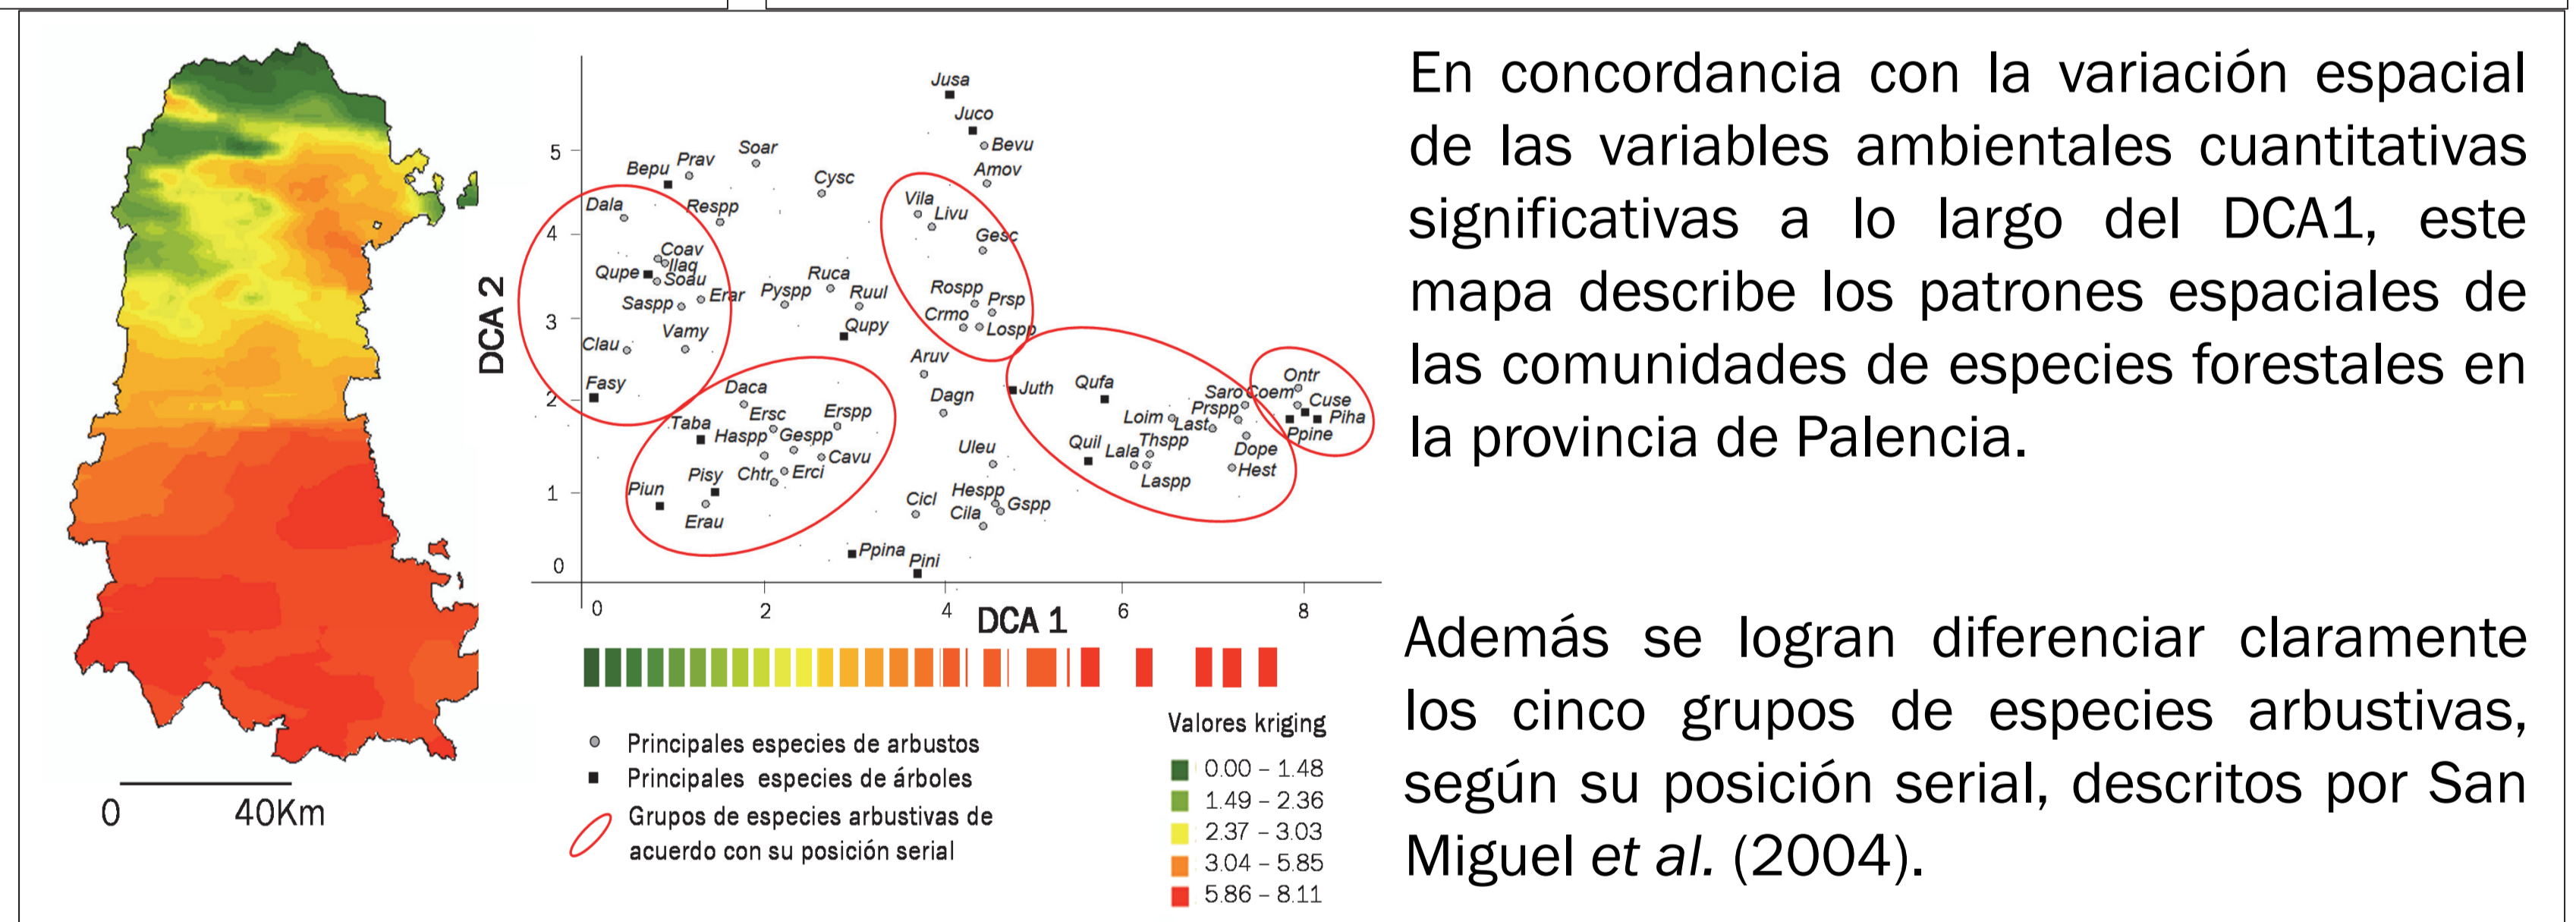 Jusa
Juco
Bevu
Amov
Soar
Prav
Bepu
Cysc
Dala
Respp
Vila
Livu
Gesc
Coav
Ilaq
Qupe
Soau
Erar
Saspp
Vamy
Clau
Fasy
Pyspp
Ruca
Ruul
Qupy
Rospp
Prsp
Crmo
Lospp
Aruv
Dagn
Juth
Qufa
Saro
Coem
Ontr
Cuse
Piha
Ppine
Loim
Prspp
Last
Quil
Lala
Thspp
Laspp
Dope
Hest
Daca
Ersc
Erspp
Taba
Haspp
Gespp
Cavu
Chtr
Erci
Pisy
Piun
Erau
Uleu
Hespp
Gspp
Cicl
Cila
Ppina
Pini
5
4
3
2
1
0
DCA 2
0
2
4
6
8
DCA 1
0
40Km
Principales especies de arbustos
Principales especies de árboles
Grupos de especies arbustivas de
acuerdo con su posición serial
Valores kriging
0.00 – 1.48
1.49 – 2.36
2.37 – 3.03
3.04 – 5.85
5.86 – 8.11
En concordancia con la variación espacial
de las variables ambientales cuantitativas
significativas a lo largo del DCA1, este
mapa describe los patrones espaciales de
las comunidades de especies forestales en
la provincia de Palencia.
Además se logran diferenciar claramente
los cinco grupos de especies arbustivas,
según su posición serial, descritos por San
Miguel et al. (2004).